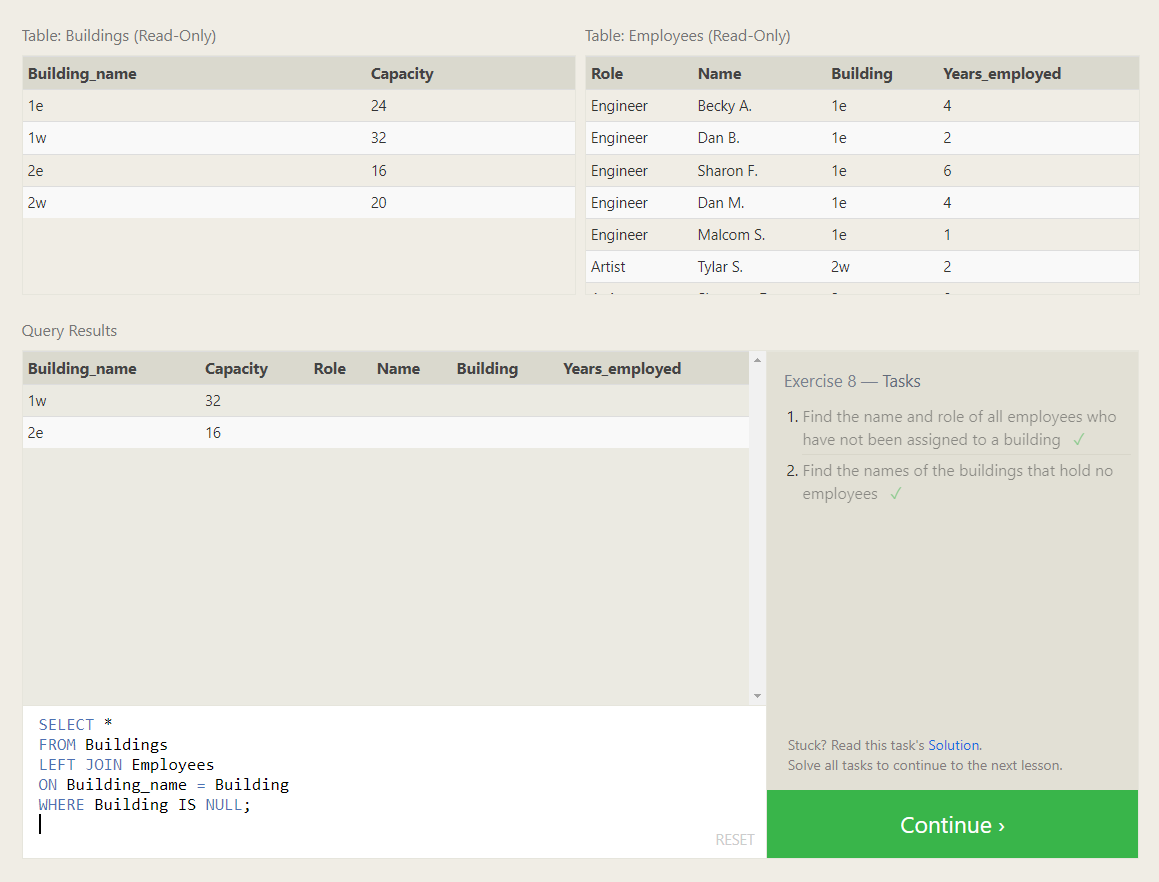 Table: Buildings (Read-Only)
Building_name Capacity
1e 24
1w 32
2e 16
2w 20
Table: Employees (Read-Only)
Role Name Building Years_employed
Engineer Becky A. 1e 4
Engineer Dan B. 1e 2
Engineer Sharon F. 1e 6
Engineer Dan M. 1e 4
Engineer Malcom S. 1e 1
Artist Tylar S. 2w 2
Query Results
Building_name Capacity Role Name Building Years_employed
1w 32
2e 16
Exercise 8 — Tasks
1. Find the name and role of all employees who
have not been assigned to a building ✓
2. Find the names of the buildings that hold no
employees ✓
Stuck? Read this task's Solution.
Solve all tasks to continue to the next lesson.
Continue ›
SELECT *
FROM Buildings
LEFT JOIN Employees
ON Building_name = Building
WHERE Building IS NULL;
RESET